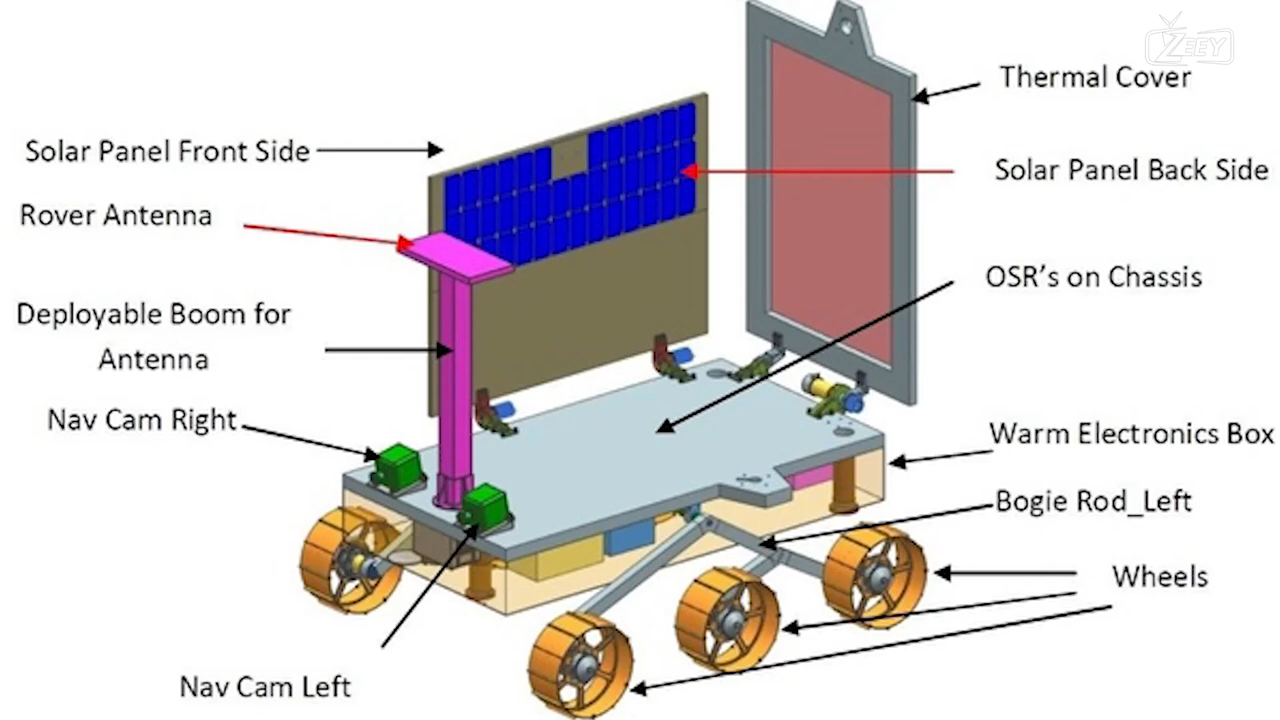 ZEEY
Thermal Cover
Solar Panel Front Side
Solar Panel Back Side
Rover Antenna
OSR's on Chassis
Deployable Boom for
Antenna
Nav Cam Right
Warm Electronics Box
Bogie Rod_Left
Wheels
Nav Cam Left